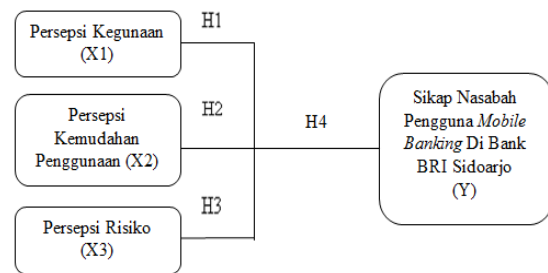 H1
Persepsi Kegunaan
(X1)
H2
Persepsi
Kemudahan
Penggunaan (X2)
H3
Persepsi Risiko
(X3)
H4
Sikap Nasabah
Pengguna Mobile
Banking Di Bank
BRI Sidoarjo
(Y)